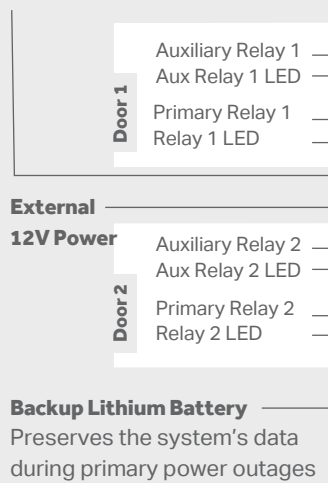 Auxiliary Relay 1
Aux Relay 1 LED
Door 1
Primary Relay 1
Relay 1 LED
External
12V Power
Auxiliary Relay 2
Aux Relay 2 LED
Door 2
Primary Relay 2
Relay 2 LED
Backup Lithium Battery
Preserves the system's data
during primary power outages